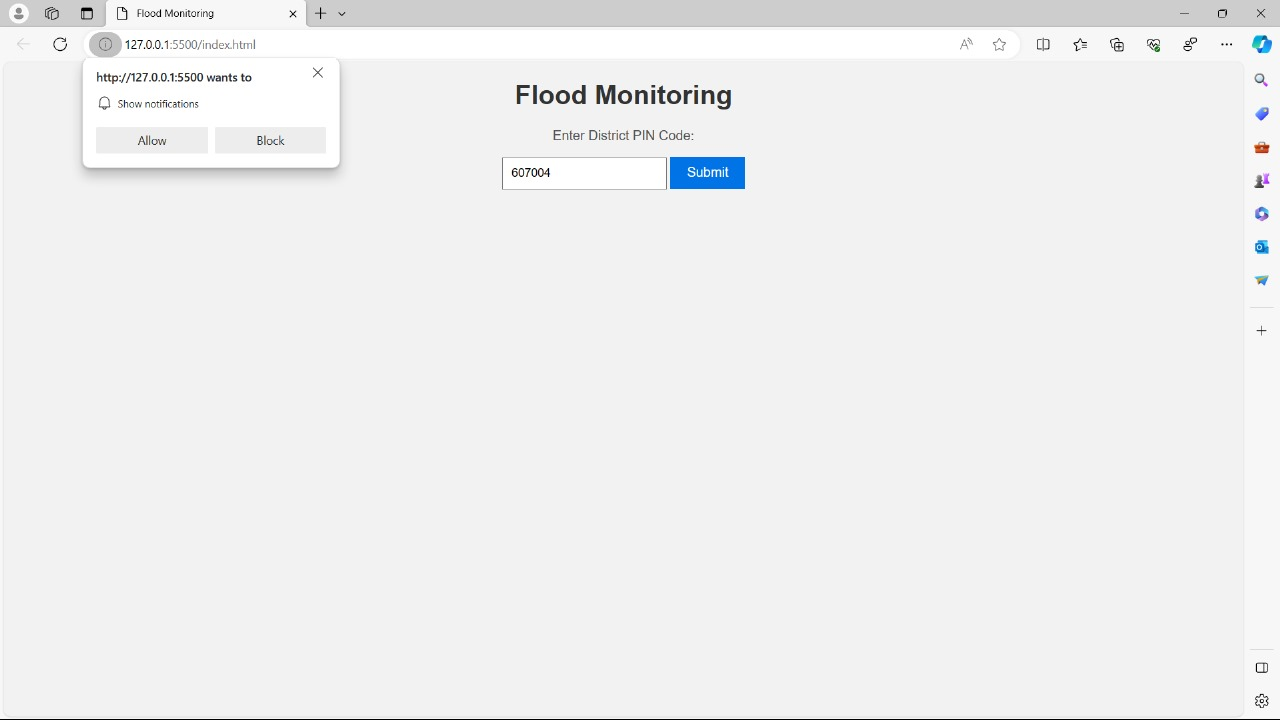 Flood Monitoring
127.0.0.1:5500/index.html
http://127.0.0.1:5500 wants to
Show notifications
Allow
Block
Flood Monitoring
Enter District PIN Code:
607004
Submit